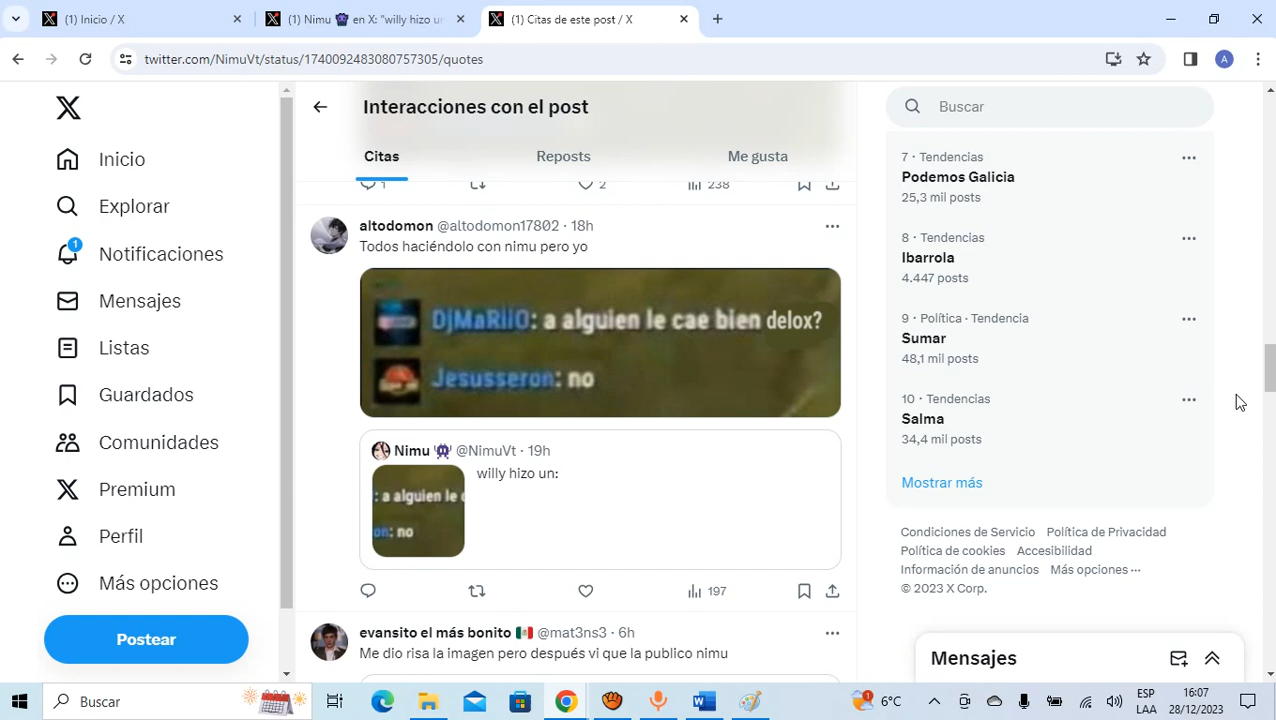 (1) Inicio / X
(1) Nimu en X: "willy hizo un
(1) Citas de este post / X
twitter.com/NimuVt/status/1740092483080757305/quotes
A
Inicio
Explorar
1
Notificaciones
Mensajes
Listas
Guardados
Comunidades
Premium
Perfil
Más opciones
Postear
Interacciones con el post
Citas
Reposts
Me gusta
1
2
238
altodomon @altodomon17802 · 18h
Todos haciéndolo con nimu pero yo
DjMaRiiO: a alguien le cae bien delox?
Jesusseron: no
Nimu @NimuVt · 19h
willy hizo un:
: a alguien le c
on: no
197
evansito el más bonito @mat3ns3 · 6h
Me dio risa la imagen pero después vi que la publico nimu
Buscar
7 · Tendencias
Podemos Galicia
25,3 mil posts
8 · Tendencias
Ibarrola
4.447 posts
9 · Política · Tendencia
Sumar
48,1 mil posts
10 · Tendencias
Salma
34,4 mil posts
Mostrar más
Condiciones de Servicio Política de Privacidad
Política de cookies Accesibilidad
Información de anuncios Más opciones ···
© 2023 X Corp.
Mensajes
Buscar
1
6°C
ESP
LAA
16:07
28/12/2023